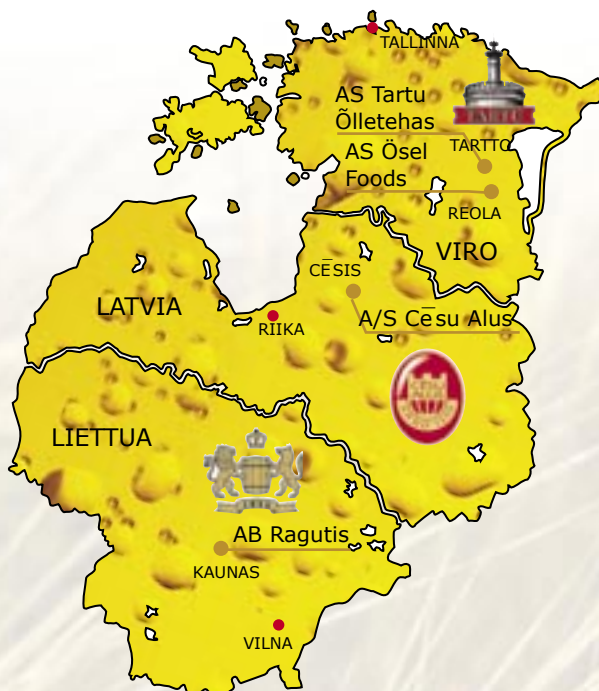 TALLINNA
AS Tartu
Õlletehas
TARTTO
AS Ösel
Foods
REOLA
VIRO
CĒSIS
LATVIA
A/S Cēsu Alus
RIIKA
LIETTUA
AB Ragutis
KAUNAS
VILNA